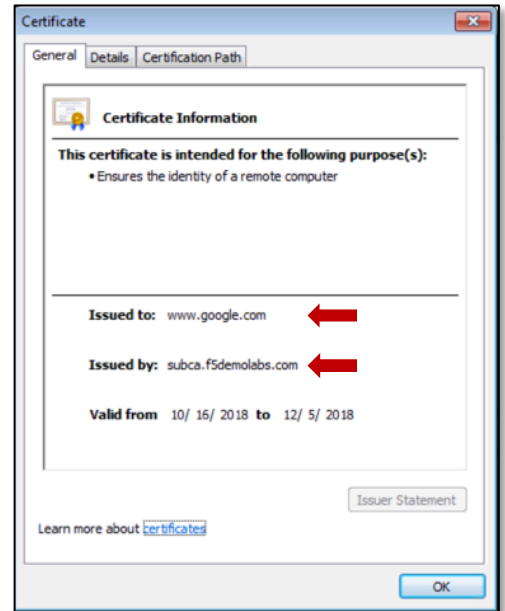 Certificate
General Details Certification Path
Certificate Information
This certificate is intended for the following purpose(s):
• Ensures the identity of a remote computer
Issued to: www.google.com
Issued by: subca.f5demolabs.com
Valid from 10/ 16/ 2018 to 12/ 5/ 2018
Issuer Statement
Learn more about certificates
OK